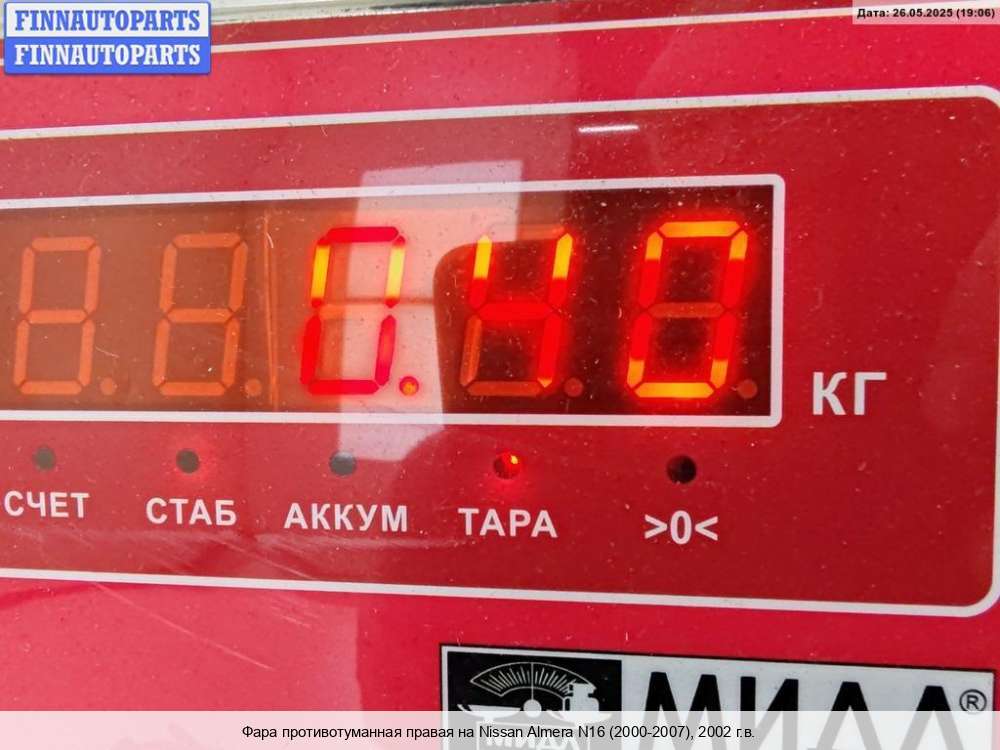 FINNAUTOPARTS
FINNAUTOPARTS
Дата: 26.05.2025 (19:06)
0.40
КГ
СЧЕТ СТАБ АККУМ ТАРА >0<
МИДЛ®
МИДЛ
Фара противотуманная правая на Nissan Almera N16 (2000-2007), 2002 г.в.